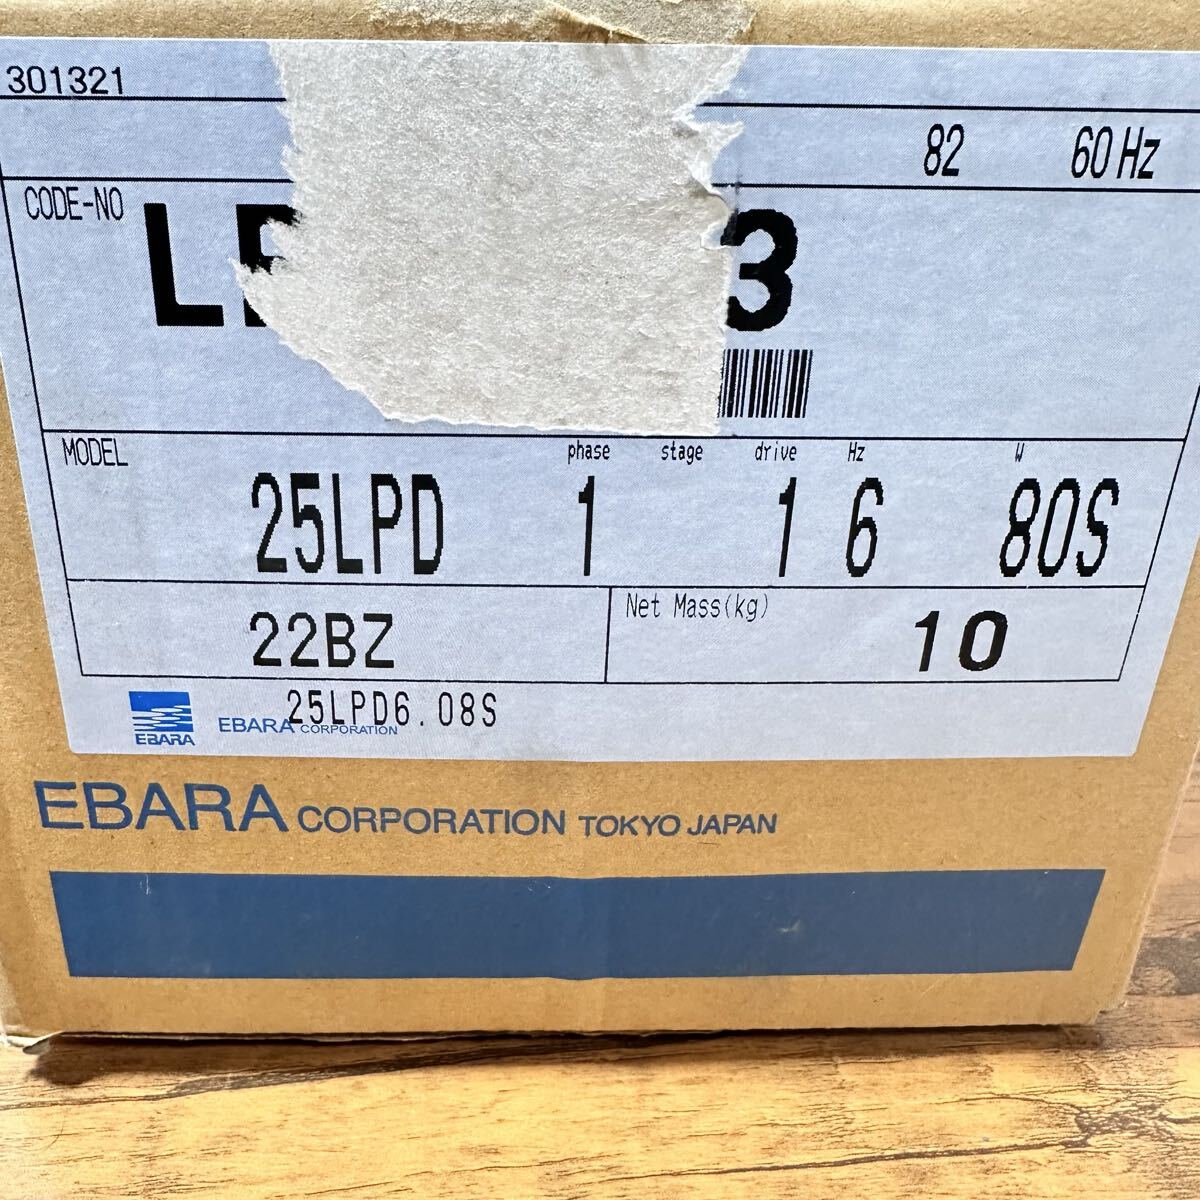 301321
82 60Hz
CODE-NO
3
MODEL phase stage drive Hz W
25LPD 1 1 6 80S
22BZ Net Mass(kg) 10
25LPD6.08S
EBARA EBARA CORPORATION
EBARA CORPORATION TOKYO JAPAN